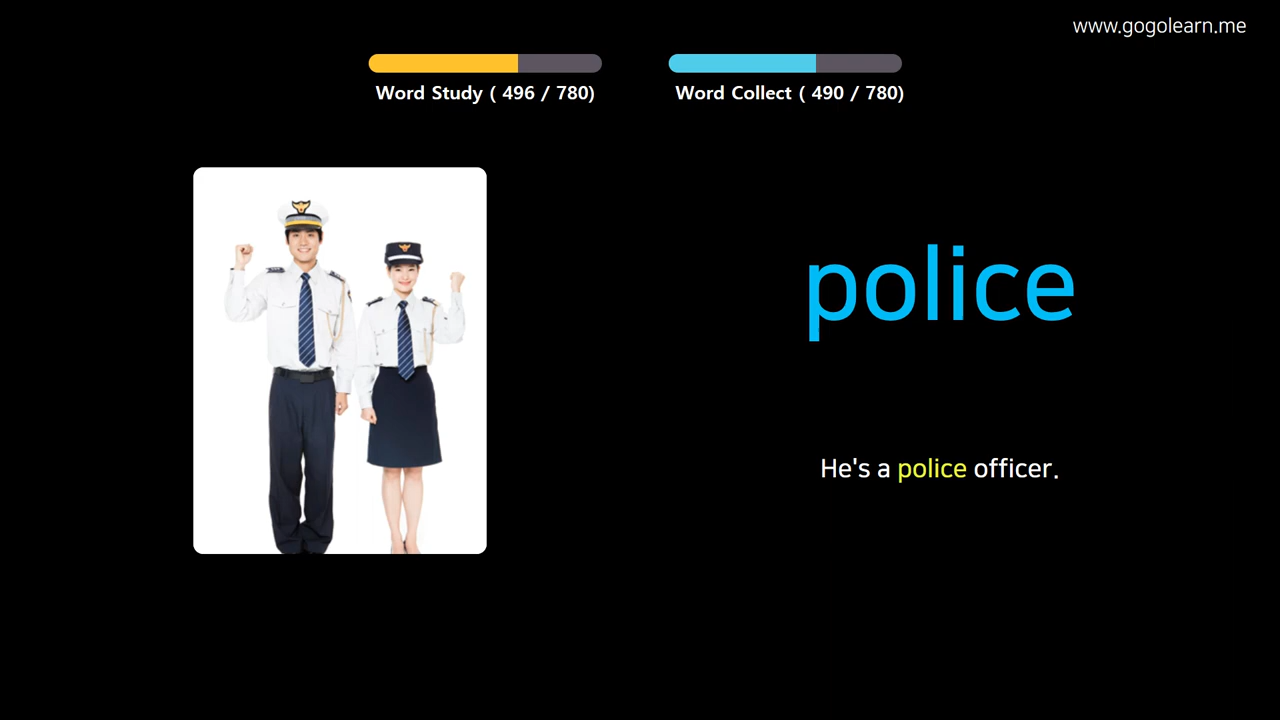 www.gogolearn.me
Word Study ( 496 / 780)
Word Collect ( 490 / 780)
police
He's a police officer.